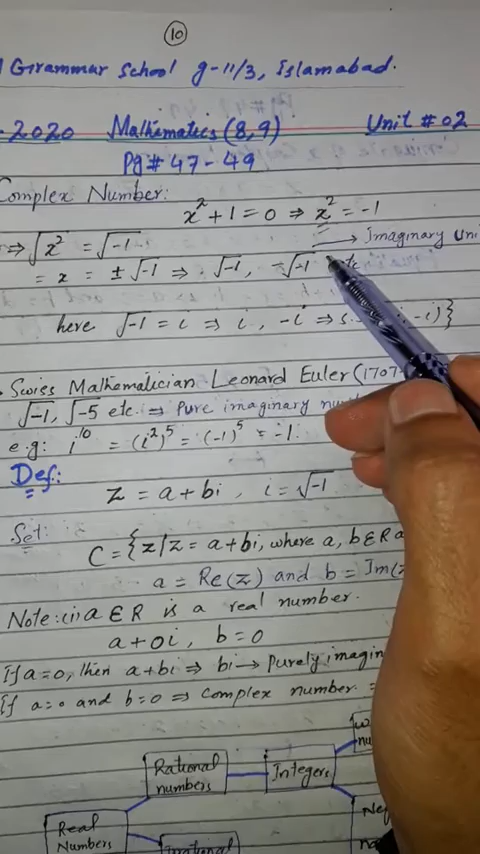 10
Grammar School g-11/3, Islamabad.
2020 Mathematics (8,9) Unit # 02
Pg # 47-49
Complex Number:
x² + 1 = 0 ⇒ x² = -1
⇒ √x² = √-1 → Imaginary Uni
= x = ± √-1 ⇒ √-1, -√-1 etc
here √-1 = i ⇒ i, -i ⇒ -i)}
Swiss Mathematician Leonard Euler (1707-
√-1, √-5 etc ⇒ Pure imaginary nu
e.g: i¹⁰ = (i²)⁵ = (-1)⁵ = -1.
Def:
Z = a + bi, i = √-1.
Set:
C = {z/z = a + bi, where a, b ∈ R a
a = Re(z) and b = Im(z
Note: (i) a ∈ R is a real number.
a + 0i, b = 0
If a = 0, then a + bi ⇒ bi → Purely imagin
If a = 0 and b = 0 ⇒ Complex number =
Rational
numbers
Integers
Real
Numbers
Neg